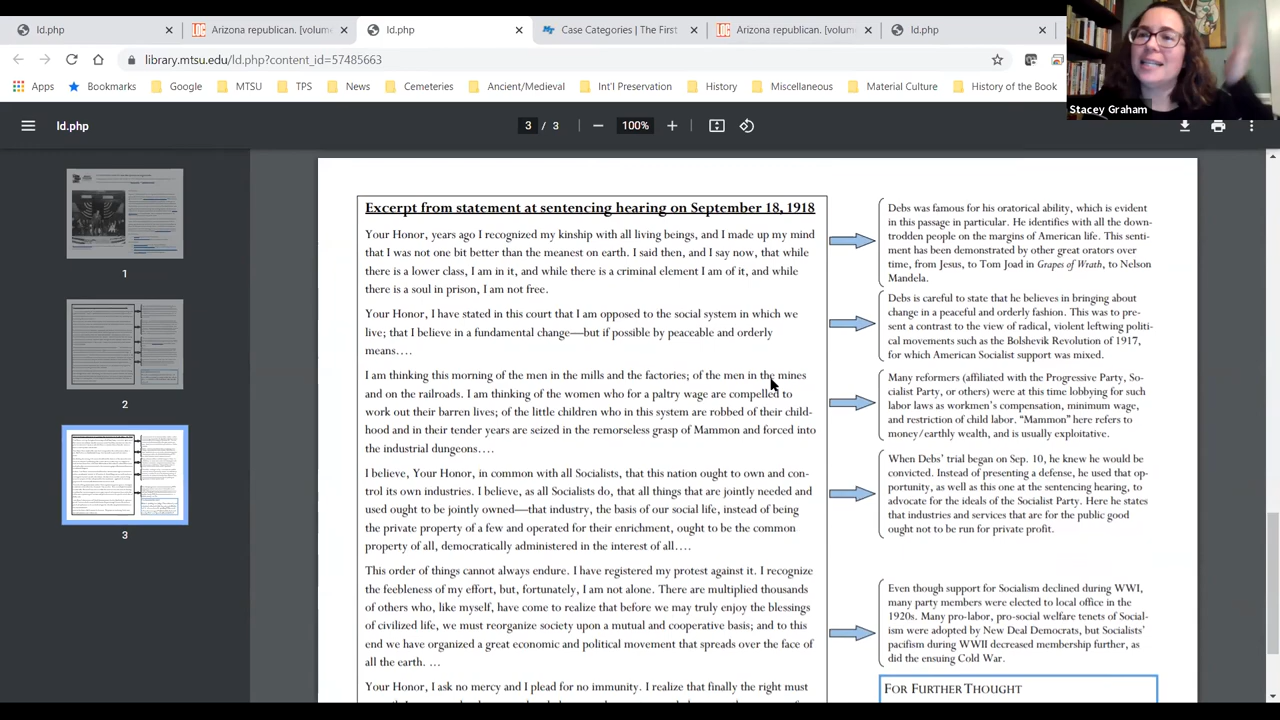 ld.php
Arizona republican. [volume
ld.php
Case Categories | The First
Arizona republican. [volum
ld.php
library.mtsu.edu/ld.php?content_id=57485663
Apps
Bookmarks
Google
MTSU
TPS
News
Cemeteries
Ancient/Medieval
Int'l Preservation
History
Miscellaneous
Material Culture
History of the Book
Stacey Graham
ld.php
3 / 3
100%
1
2
3
Excerpt from statement at sentencing hearing on September 18, 1918
Your Honor, years ago I recognized my kinship with all living beings, and I made up my mind
that I was not one bit better than the meanest on earth. I said then, and I say now, that while
there is a lower class, I am in it, and while there is a criminal element I am of it, and while
there is a soul in prison, I am not free.
Your Honor, I have stated in this court that I am opposed to the social system in which we
live; that I believe in a fundamental change—but if possible by peaceable and orderly
means….
I am thinking this morning of the men in the mills and the factories; of the men in the mines
and on the railroads. I am thinking of the women who for a paltry wage are compelled to
work out their barren lives; of the little children who in this system are robbed of their child-
hood and in their tender years are seized in the remorseless grasp of Mammon and forced into
the industrial dungeons….
I believe, Your Honor, in common with all Socialists, that this nation ought to own and con-
trol its own industries. I believe, as all Socialists do, that all things that are jointly needed and
used ought to be jointly owned—that industry, the basis of our social life, instead of being
the private property of a few and operated for their enrichment, ought to be the common
property of all, democratically administered in the interest of all….
This order of things cannot always endure. I have registered my protest against it. I recognize
the feebleness of my effort, but, fortunately, I am not alone. There are multiplied thousands
of others who, like myself, have come to realize that before we may truly enjoy the blessings
of civilized life, we must reorganize society upon a mutual and cooperative basis; and to this
end we have organized a great economic and political movement that spreads over the face of
all the earth. …
Your Honor, I ask no mercy and I plead for no immunity. I realize that finally the right must
Debs was famous for his oratorical ability, which is evident
in this passage in particular. He identifies with all the down-
trodden people on the margins of American life. This senti-
ment has been demonstrated by other great orators over
time, from Jesus, to Tom Joad in Grapes of Wrath, to Nelson
Mandela.
Debs is careful to state that he believes in bringing about
change in a peaceful and orderly fashion. This was to pre-
sent a contrast to the view of radical, violent leftwing politi-
cal movements such as the Bolshevik Revolution of 1917,
for which American Socialist support was mixed.
Many reformers (affiliated with the Progressive Party, So-
cialist Party, or others) were at this time lobbying for such
labor laws as workmen's compensation, minimum wage,
and restriction of child labor. "Mammon" here refers to
money/earthly wealth, and is usually exploitative.
When Debs' trial began on Sep. 10, he knew he would be
convicted. Instead of presenting a defense, he used that op-
portunity, as well as this one at the sentencing hearing, to
advocate for the ideals of the Socialist Party. Here he states
that industries and services that are for the public good
ought not to be run for private profit.
Even though support for Socialism declined during WWI,
many party members were elected to local office in the
1920s. Many pro-labor, pro-social welfare tenets of Social-
ism were adopted by New Deal Democrats, but Socialists'
pacifism during WWII decreased membership further, as
did the ensuing Cold War.
FOR FURTHER THOUGHT